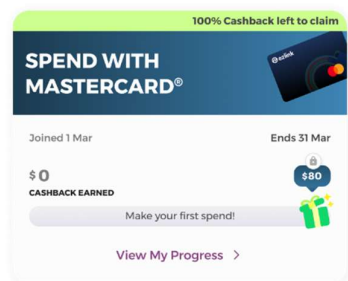 100% Cashback left to claim
SPEND WITH
MASTERCARD®
ezlink
Joined 1 Mar
Ends 31 Mar
$ 0
$80
CASHBACK EARNED
Make your first spend!
View My Progress >